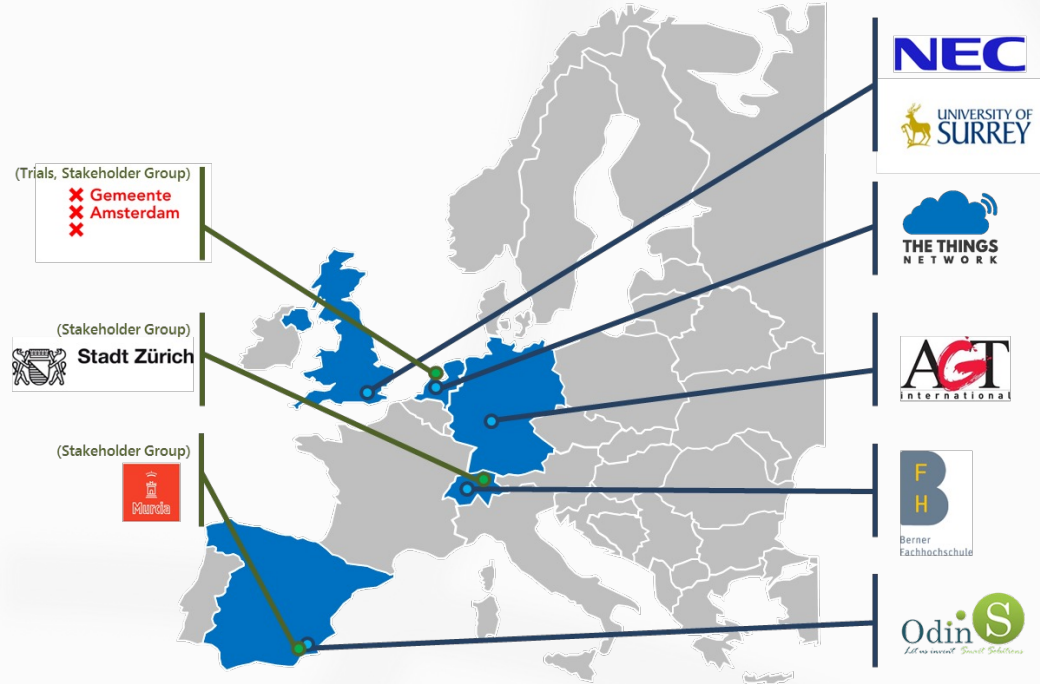 (Trials, Stakeholder Group)
Gemeente
Amsterdam
(Stakeholder Group)
Stadt Zürich
(Stakeholder Group)
Murcia
NEC
UNIVERSITY OF
SURREY
THE THINGS
NETWORK
AGT
international
F
H
B
Berner
Fachhochschule
OdinS
Let us invent Smart Solutions